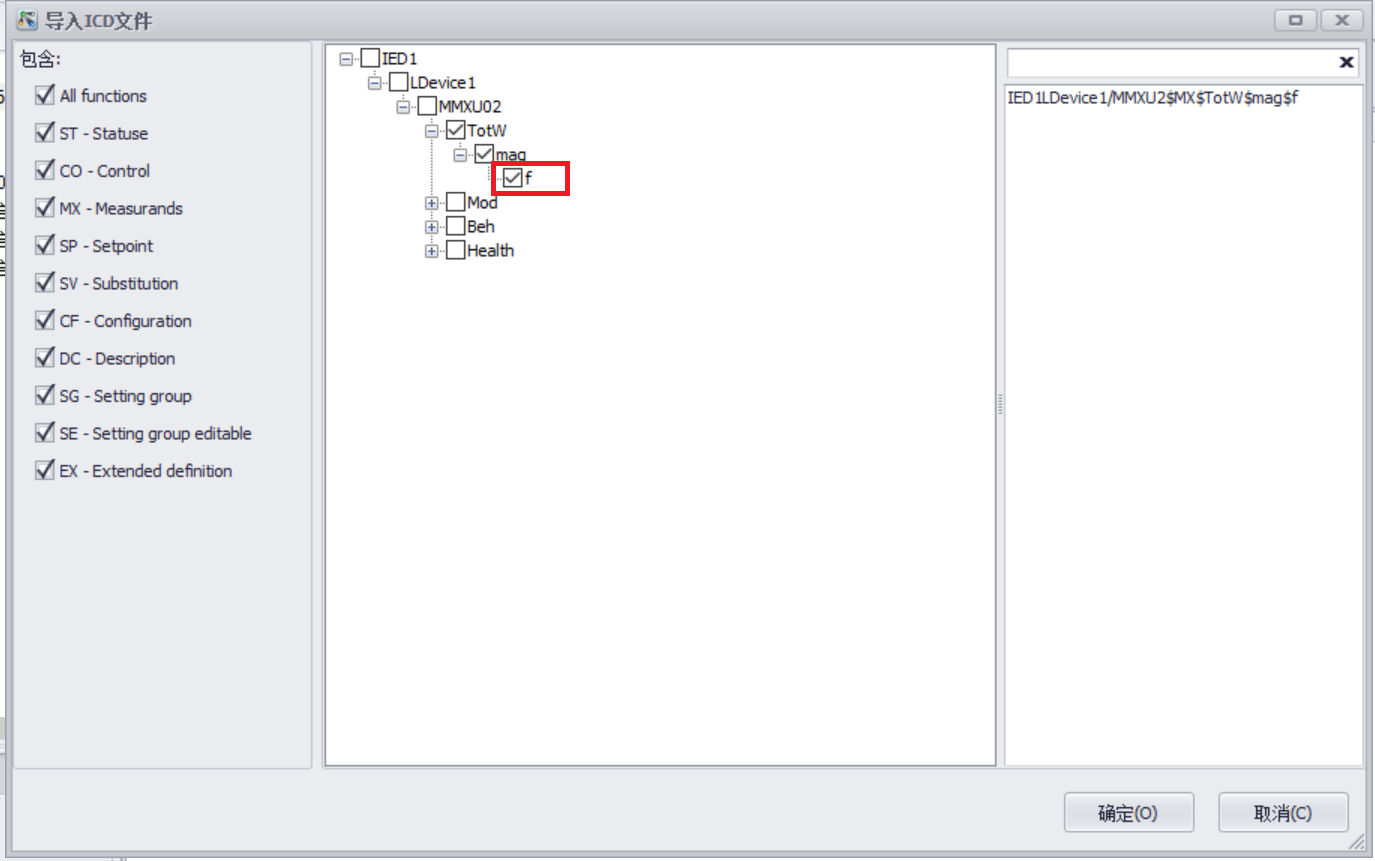 导入ICD文件
包含:
All functions
ST - Statuse
CO - Control
MX - Measurands
SP - Setpoint
SV - Substitution
CF - Configuration
DC - Description
SG - Setting group
SE - Setting group editable
EX - Extended definition
IED1
LDevice1
MMXU02
TotW
mag
f
Mod
Beh
Health
IED1LDevice1/MMXU2$MX$TotW$mag$f
确定(O)
取消(C)